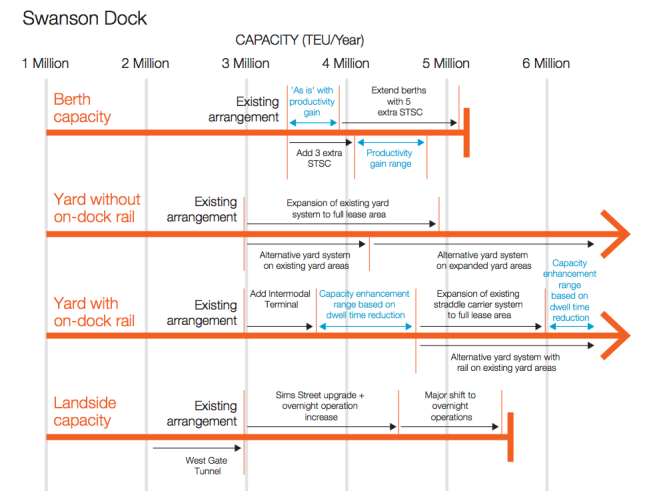 Swanson Dock
CAPACITY (TEU/Year)
1 Million 2 Million 3 Million 4 Million 5 Million 6 Million
Berth
capacity
Existing
arrangement
'As is' with
productivity
gain
Extend berths
with 5
extra STSC
Add 3 extra
STSC
Productivity
gain range
Yard without
on-dock rail
Existing
arrangement
Expansion of existing yard
system to full lease area
Alternative yard system
on existing yard areas
Alternative yard system
on expanded yard areas
Yard with
on-dock rail
Existing
arrangement
Add Intermodal
Terminal
Capacity enhancement
range based on
dwell time reduction
Expansion of existing
straddle carrier system
to full lease area
Capacity
enhancement
range
based on
dwell time
reduction
Alternative yard system with
rail on existing yard areas
Landside
capacity
Existing
arrangement
Sims Street upgrade +
overnight operation
increase
Major shift to
overnight
operations
West Gate
Tunnel